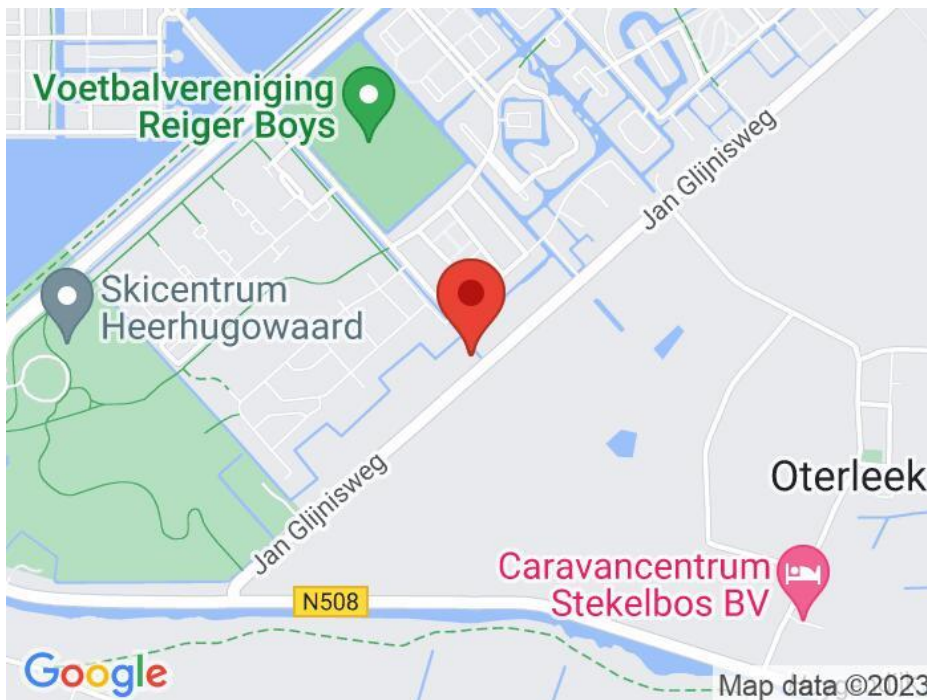 Voetbalvereniging
Reiger Boys
Jan Glijnisweg
Skicentrum
Heerhugowaard
Oterleek
Jan Glijnisweg
Caravancentrum
Stekelbos BV
N508
Google
Map data ©2023